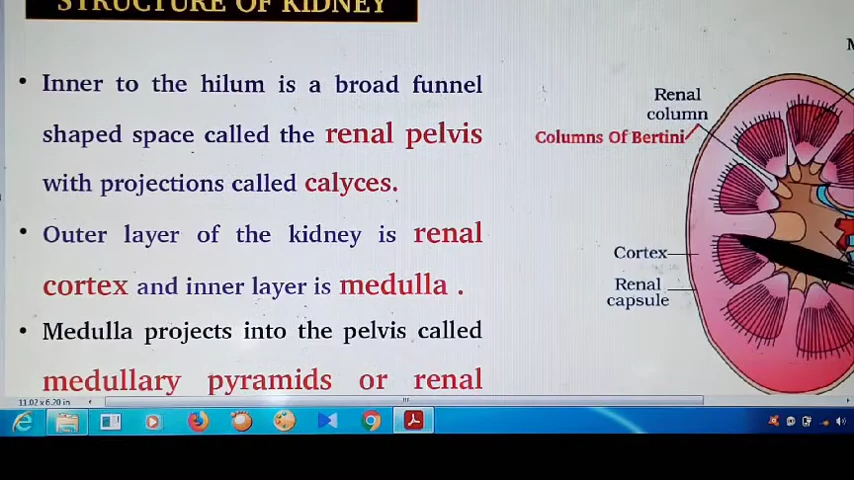 STRUCTURE OF KIDNEY
• Inner to the hilum is a broad funnel
shaped space called the renal pelvis
with projections called calyces.
• Outer layer of the kidney is renal
cortex and inner layer is medulla .
• Medulla projects into the pelvis called
medullary pyramids or renal
M
Renal
column
Columns Of Bertini
Cortex
Renal
capsule
11.02 x 6.20 in